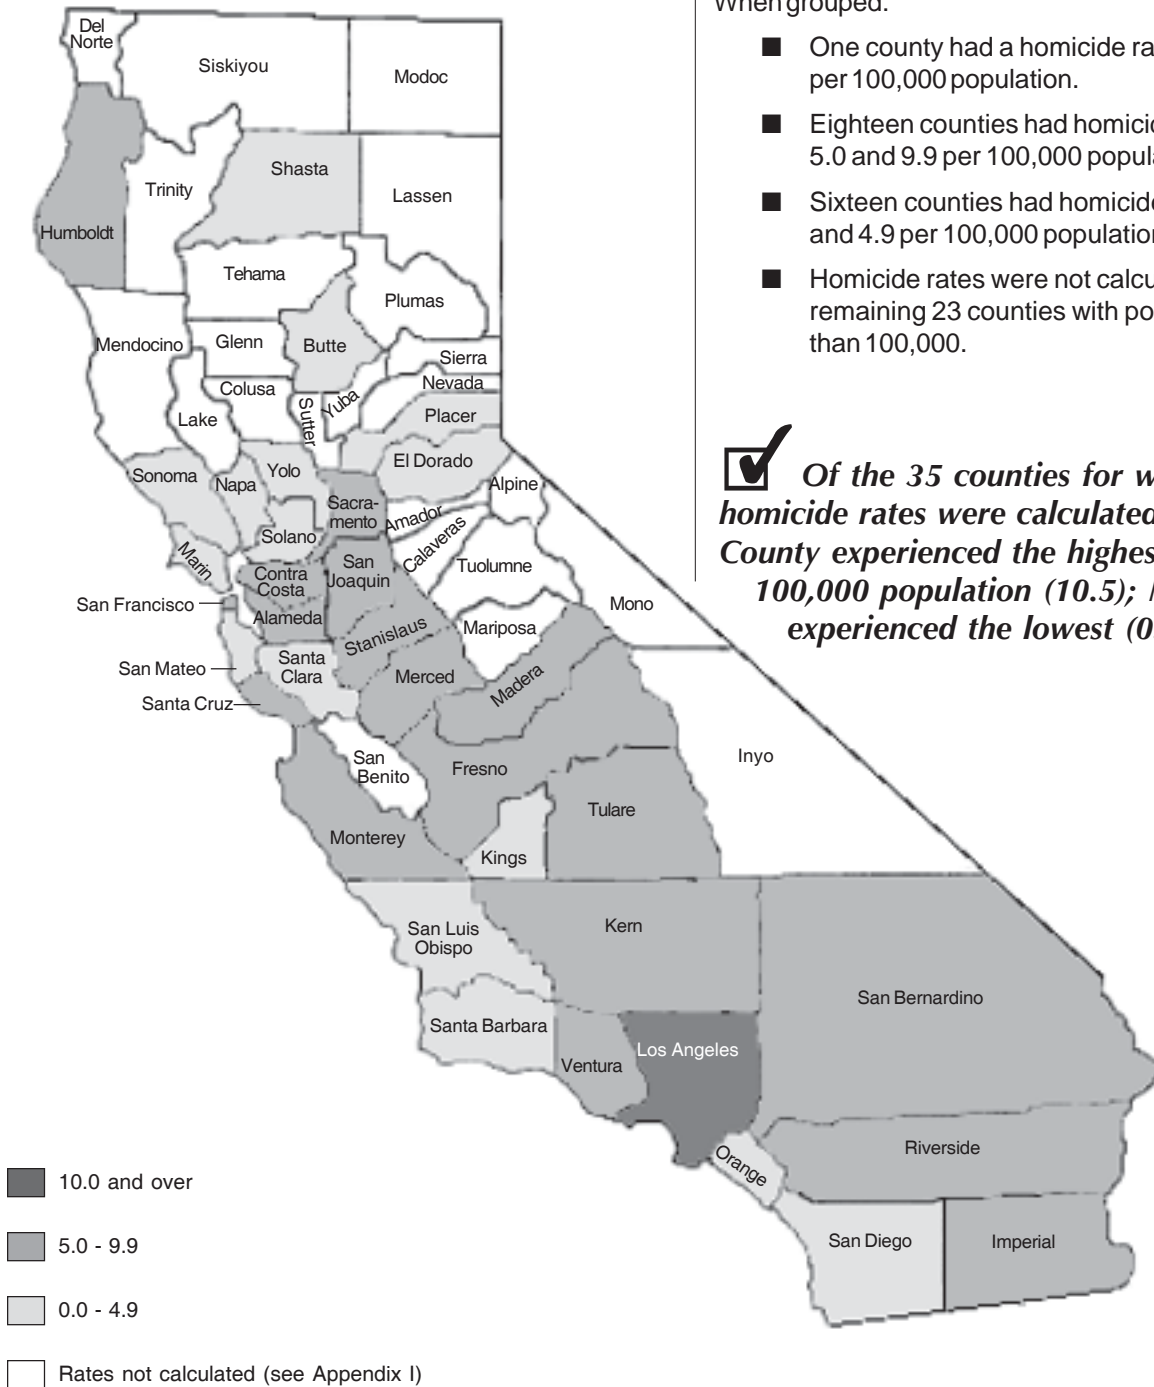 When grouped:
■ One county had a homicide ra
per 100,000 population.
■ Eighteen counties had homicid
5.0 and 9.9 per 100,000 popula
■ Sixteen counties had homicide
and 4.9 per 100,000 population
■ Homicide rates were not calcu
remaining 23 counties with po
than 100,000.
Of the 35 counties for w
homicide rates were calculated
County experienced the highes
100,000 population (10.5);
experienced the lowest (0
Del
Norte
Siskiyou
Modoc
Shasta
Trinity
Lassen
Humboldt
Tehama
Plumas
Mendocino
Glenn
Butte
Sierra
Colusa
Nevada
Lake
Sutter
Yuba
Placer
Sonoma
Napa
Yolo
El Dorado
Alpine
Sacra-
mento
Amador
Solano
Calaveras
Marin
Contra
Costa
San
Joaquin
Tuolumne
San Francisco
Alameda
Mono
Stanislaus
Mariposa
San Mateo
Santa
Clara
Merced
Madera
Santa Cruz
San
Benito
Fresno
Inyo
Tulare
Monterey
Kings
San Luis
Obispo
Kern
San Bernardino
Santa Barbara
Los Angeles
Ventura
Orange
Riverside
San Diego
Imperial
10.0 and over
5.0 - 9.9
0.0 - 4.9
Rates not calculated (see Appendix I)